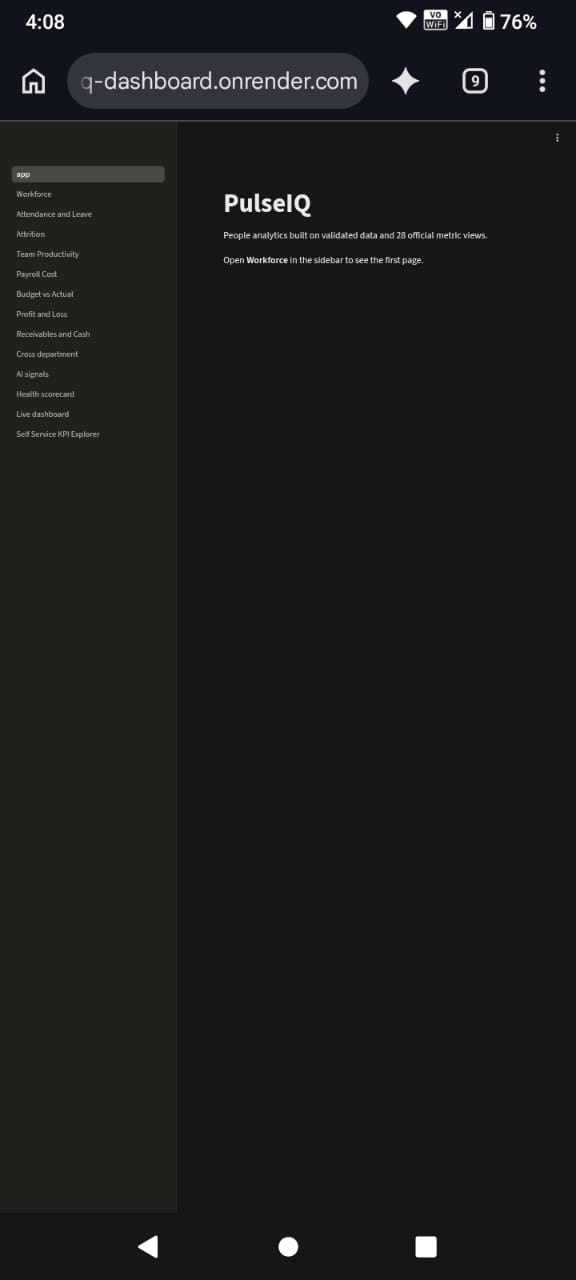 4:08
VO
WiFi
76%
q-dashboard.onrender.com
9
app
Workforce
Attendance and Leave
Attrition
Team Productivity
Payroll Cost
Budget vs Actual
Profit and Loss
Receivables and Cash
Cross department
AI signals
Health scorecard
Live dashboard
Self Service KPI Explorer
PulseIQ
People analytics built on validated data and 28 official metric views.
Open Workforce in the sidebar to see the first page.